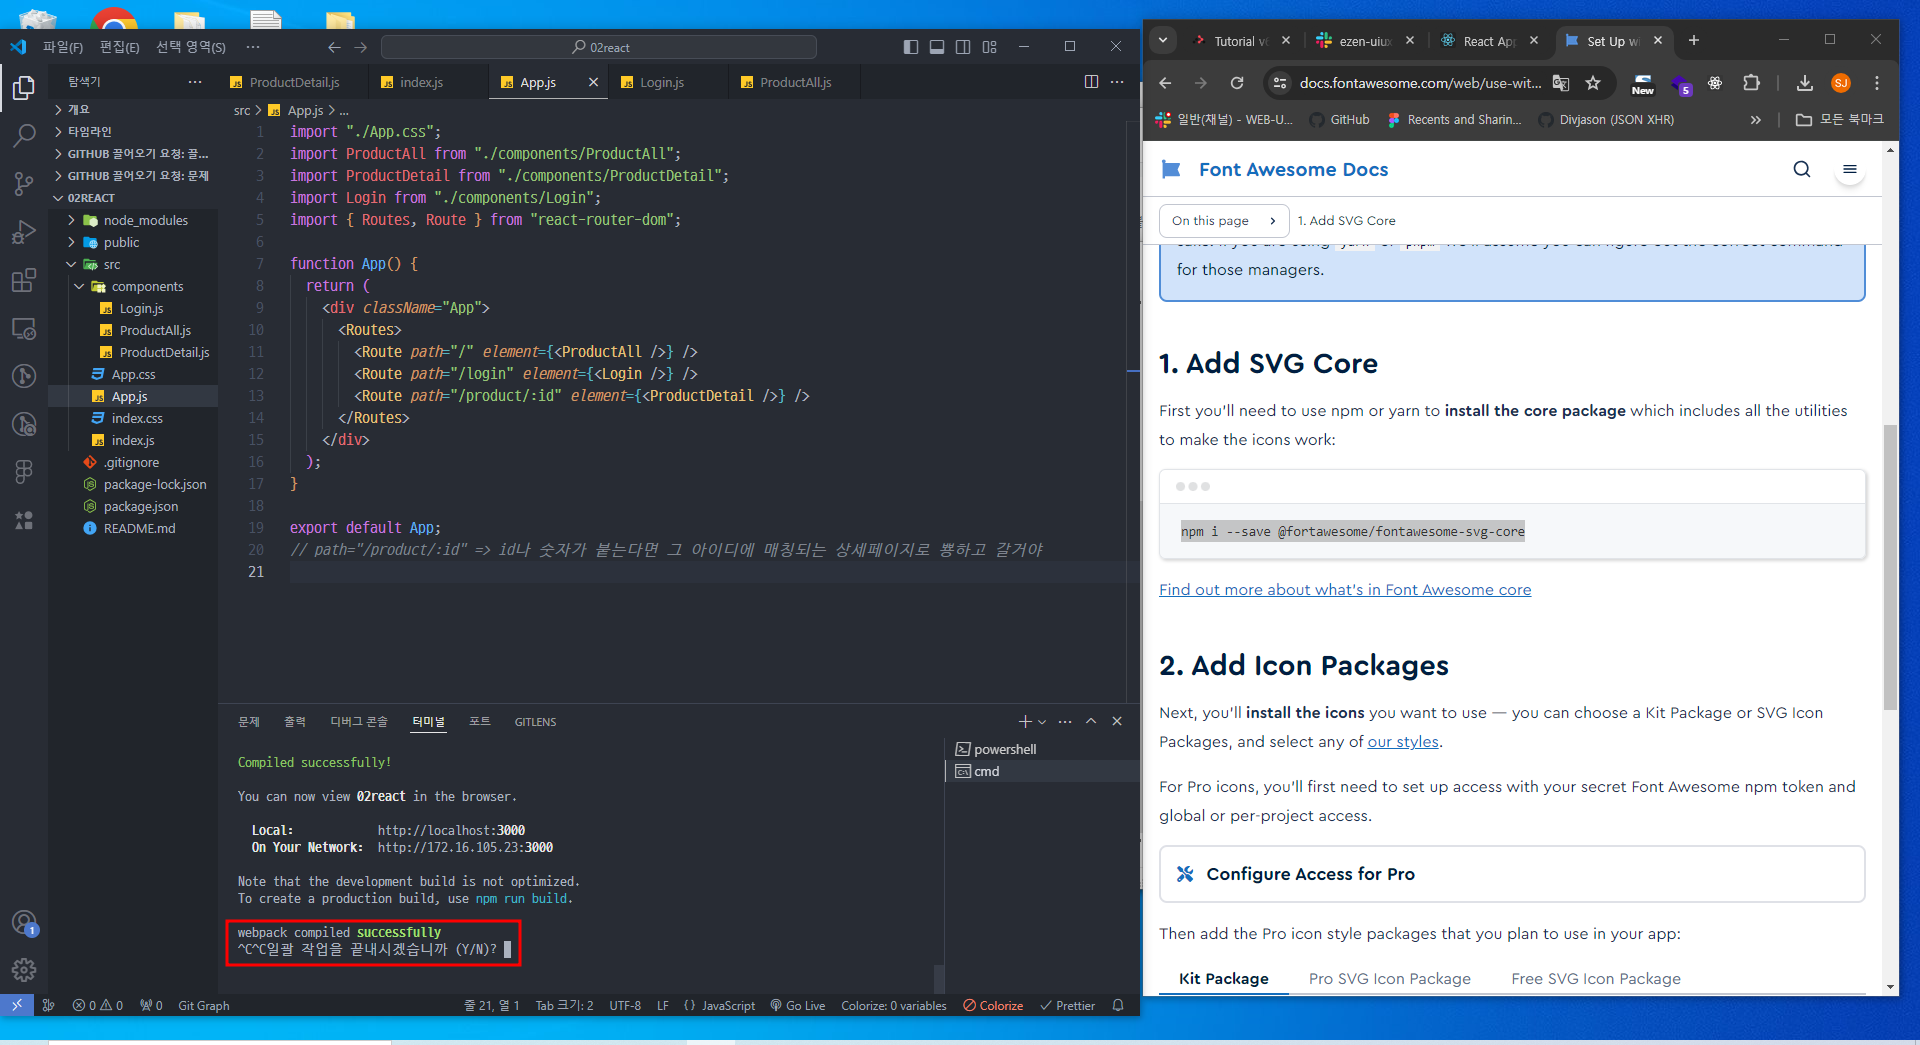 파일(F) 편집(E) 선택 영역(S) ··· 02react
탐색기
ProductDetail.js
index.js
App.js
Login.js
ProductAll.js
개요
타임라인
GITHUB 끌어오기 요청: 끌...
GITHUB 끌어오기 요청: 문제
02REACT
node_modules
public
src
components
Login.js
ProductAll.js
ProductDetail.js
App.css
App.js
index.css
index.js
.gitignore
package-lock.json
package.json
README.md
src > App.js > ...
1 import "./App.css";
2 import ProductAll from "./components/ProductAll";
3 import ProductDetail from "./components/ProductDetail";
4 import Login from "./components/Login";
5 import { Routes, Route } from "react-router-dom";
6
7 function App() {
8 return (
9 <div className="App">
10 <Routes>
11 <Route path="/" element={<ProductAll />} />
12 <Route path="/login" element={<Login />} />
13 <Route path="/product/:id" element={<ProductDetail />} />
14 </Routes>
15 </div>
16 );
17 }
18
19 export default App;
20 // path="/product/:id" => id나 숫자가 붙는다면 그 아이디에 매칭되는 상세페이지로 뿅하고 갈거야
21
문제 출력 디버그 콘솔 터미널 포트 GITLENS
powershell
cmd
Compiled successfully!
You can now view 02react in the browser.
Local: http://localhost:3000
On Your Network: http://172.16.105.23:3000
Note that the development build is not optimized.
To create a production build, use npm run build.
webpack compiled successfully
^C^C일괄 작업을 끝내시겠습니까 (Y/N)?
1
0 0 0 Git Graph 줄 21, 열 1 Tab 크기: 2 UTF-8 LF {} JavaScript Go Live Colorize: 0 variables Colorize Prettier
Tutorial v
ezen-uiu
React Ap
Set Up wi
docs.fontawesome.com/web/use-wit...
New
5
SJ
일반(채널) - WEB-U... GitHub Recents and Sharin... Divjason (JSON XHR) » 모든 북마크
Font Awesome Docs
On this page > 1. Add SVG Core
for those managers.
1. Add SVG Core
First you'll need to use npm or yarn to install the core package which includes all the utilities
to make the icons work:
npm i --save @fortawesome/fontawesome-svg-core
Find out more about what's in Font Awesome core
2. Add Icon Packages
Next, you'll install the icons you want to use — you can choose a Kit Package or SVG Icon
Packages, and select any of our styles.
For Pro icons, you'll first need to set up access with your secret Font Awesome npm token and
global or per-project access.
Configure Access for Pro
Then add the Pro icon style packages that you plan to use in your app:
Kit Package Pro SVG Icon Package Free SVG Icon Package